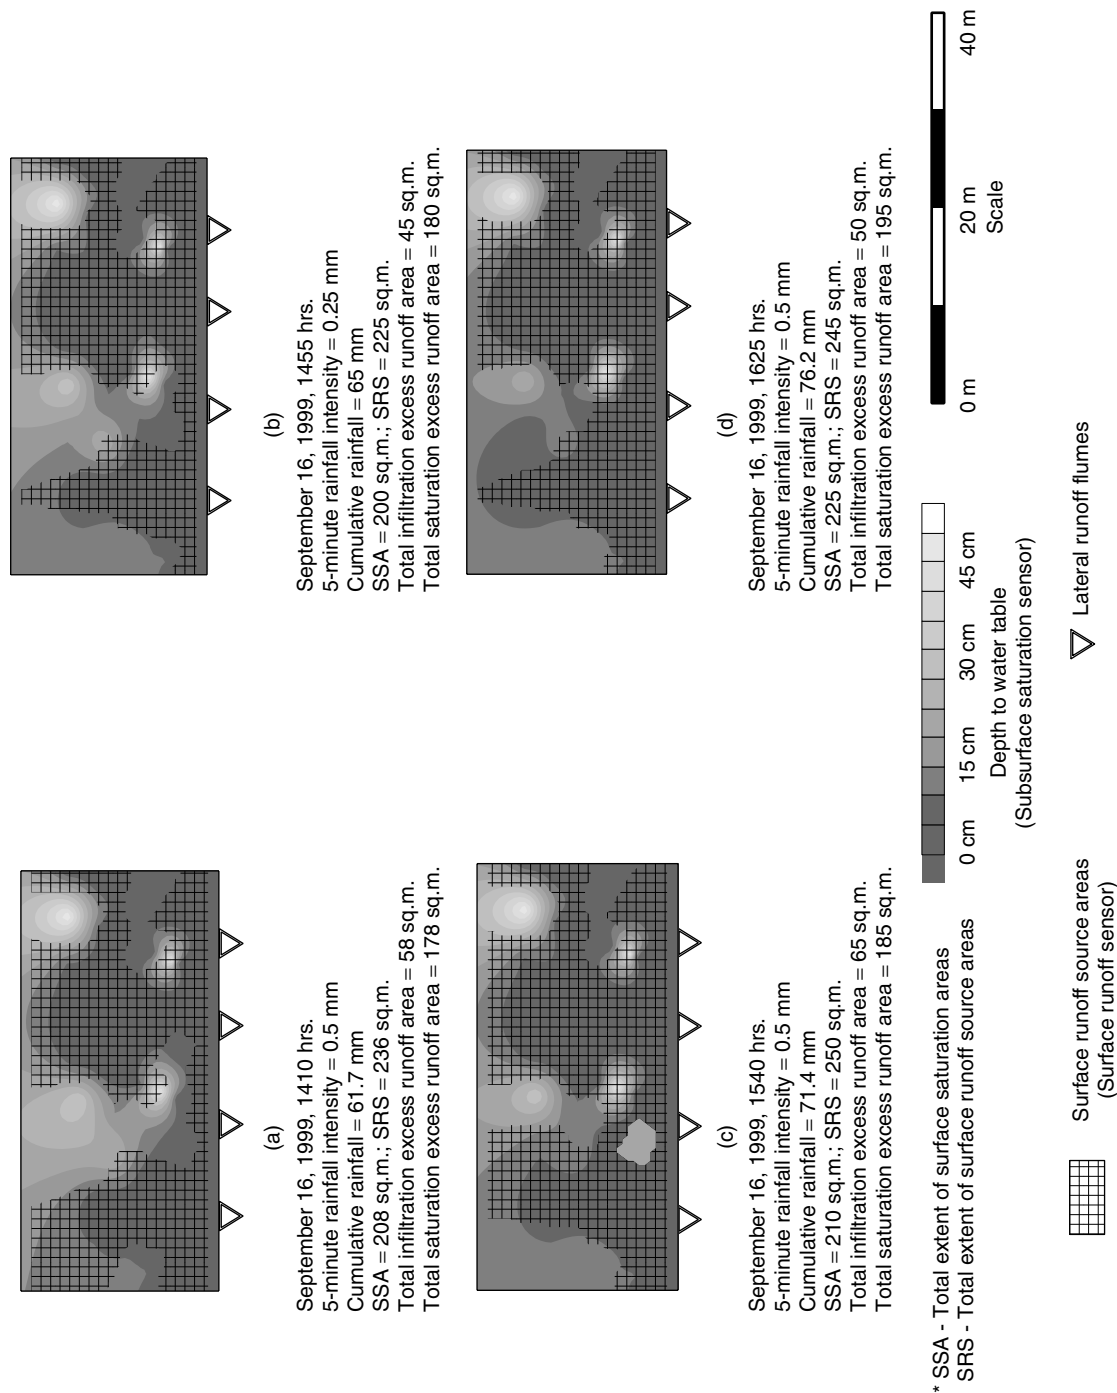 (a)
September 16, 1999, 1410 hrs.
5-minute rainfall intensity = 0.5 mm
Cumulative rainfall = 61.7 mm
SSA = 208 sq.m.; SRS = 236 sq.m.
Total infiltration excess runoff area = 58 sq.m.
Total saturation excess runoff area = 178 sq.m.
(b)
September 16, 1999, 1455 hrs.
5-minute rainfall intensity = 0.25 mm
Cumulative rainfall = 65 mm
SSA = 200 sq.m.; SRS = 225 sq.m.
Total infiltration excess runoff area = 45 sq.m.
Total saturation excess runoff area = 180 sq.m.
(c)
September 16, 1999, 1540 hrs.
5-minute rainfall intensity = 0.5 mm
Cumulative rainfall = 71.4 mm
SSA = 210 sq.m.; SRS = 250 sq.m.
Total infiltration excess runoff area = 65 sq.m.
Total saturation excess runoff area = 185 sq.m.
(d)
September 16, 1999, 1625 hrs.
5-minute rainfall intensity = 0.5 mm
Cumulative rainfall = 76.2 mm
SSA = 225 sq.m.; SRS = 245 sq.m.
Total infiltration excess runoff area = 50 sq.m.
Total saturation excess runoff area = 195 sq.m.
* SSA - Total extent of surface saturation areas
SRS - Total extent of surface runoff source areas
0 cm 15 cm 30 cm 45 cm
Depth to water table
(Subsurface saturation sensor)
0 m 20 m 40 m
Scale
Surface runoff source areas
(Surface runoff sensor)
Lateral runoff flumes